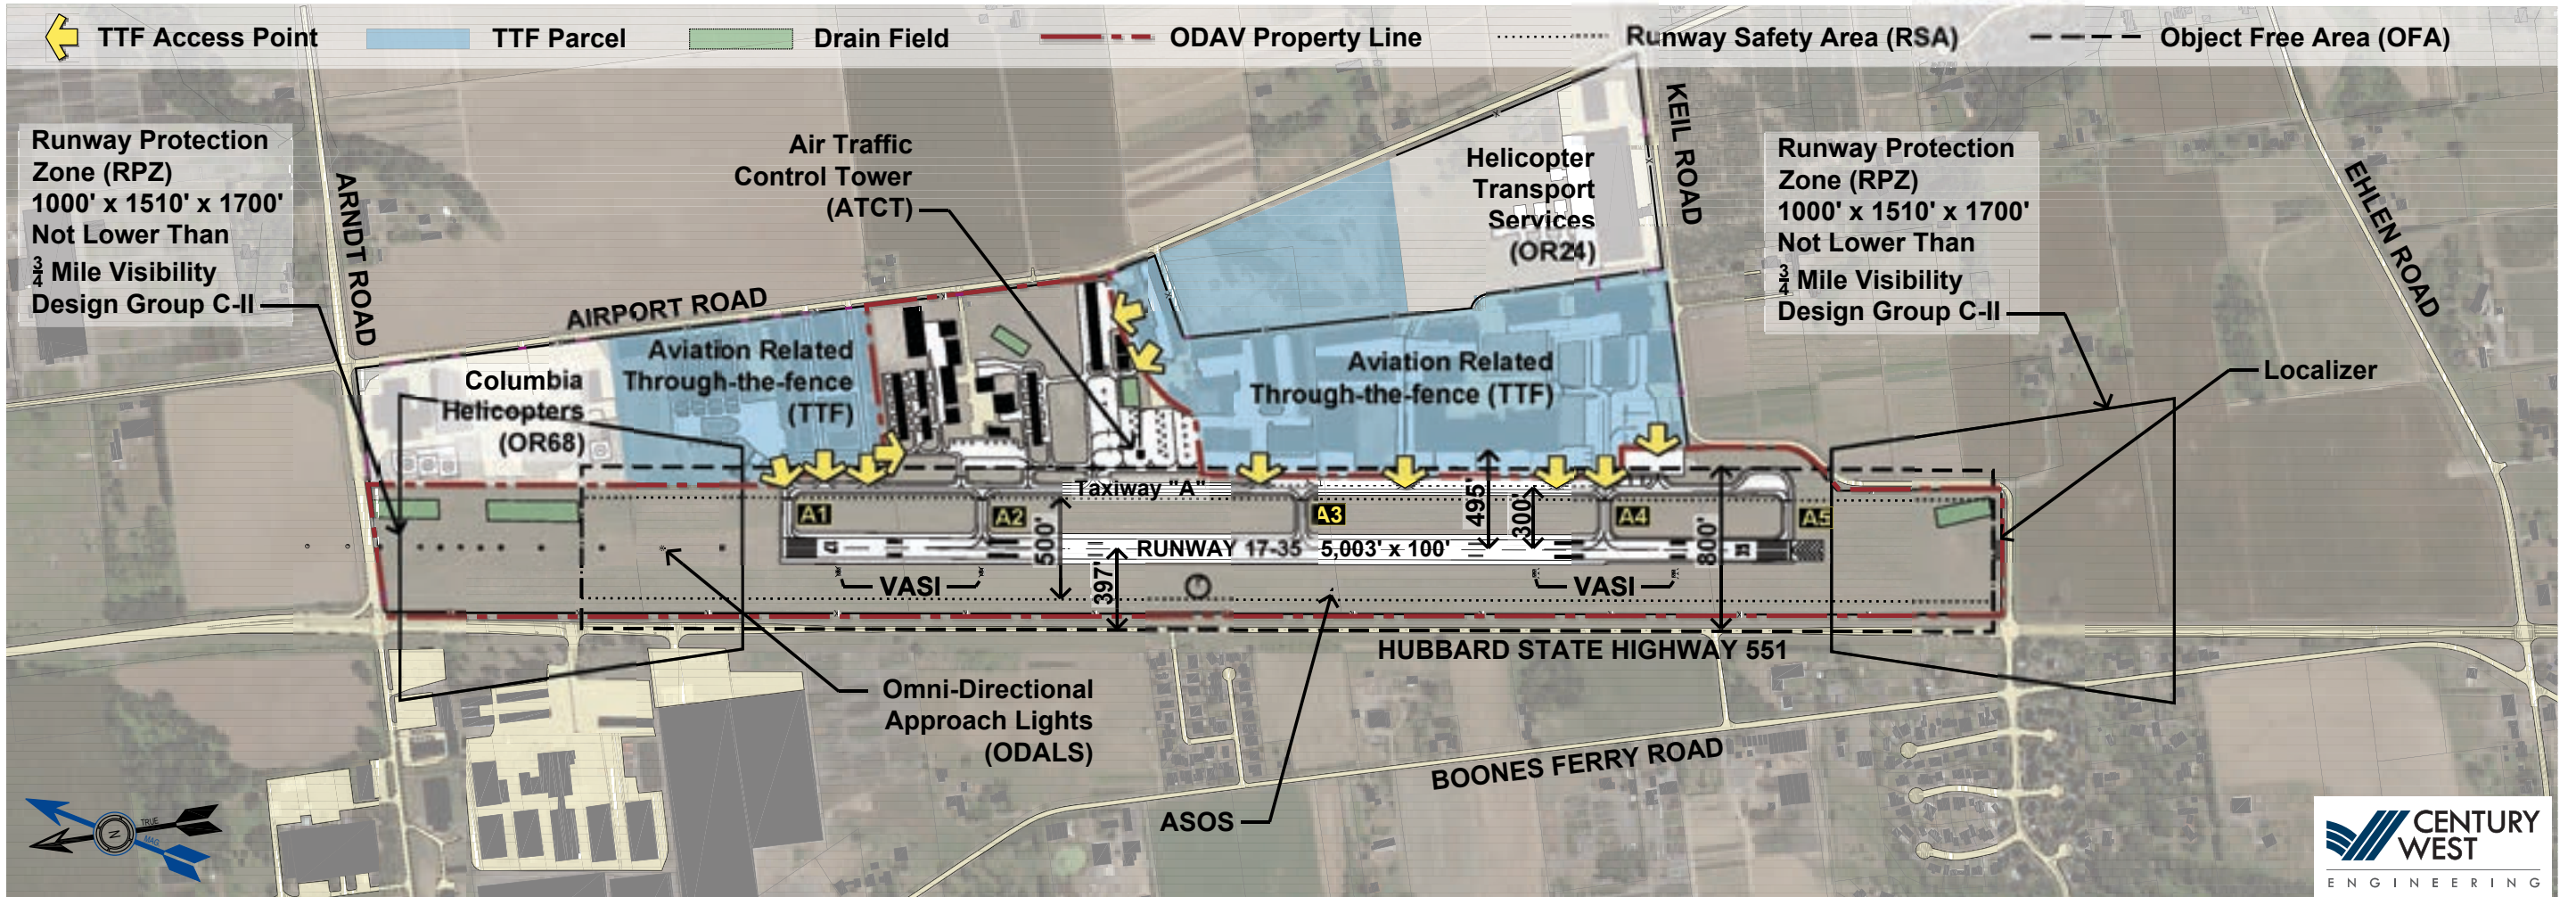 TTF Access Point
TTF Parcel
Drain Field
ODAV Property Line
Runway Safety Area (RSA)
Object Free Area (OFA)
Runway Protection
Zone (RPZ)
1000' x 1510' x 1700'
Not Lower Than
3/4 Mile Visibility
Design Group C-II
ARNDT ROAD
AIRPORT ROAD
Air Traffic
Control Tower
(ATCT)
Helicopter
Transport
Services
(OR24)
KEIL ROAD
Runway Protection
Zone (RPZ)
1000' x 1510' x 1700'
Not Lower Than
3/4 Mile Visibility
Design Group C-II
EHLEN ROAD
Localizer
Columbia
Helicopters
(OR68)
Aviation Related
Through-the-fence
(TTF)
Aviation Related
Through-the-fence (TTF)
Taxiway "A"
A1
A2
A3
A4
A5
500'
397'
495'
300'
800'
RUNWAY 17-35 5,003' x 100'
35
VASI
VASI
HUBBARD STATE HIGHWAY 551
Omni-Directional
Approach Lights
(ODALS)
ASOS
BOONES FERRY ROAD
TRUE
MAG
N
CENTURY
WEST
ENGINEERING